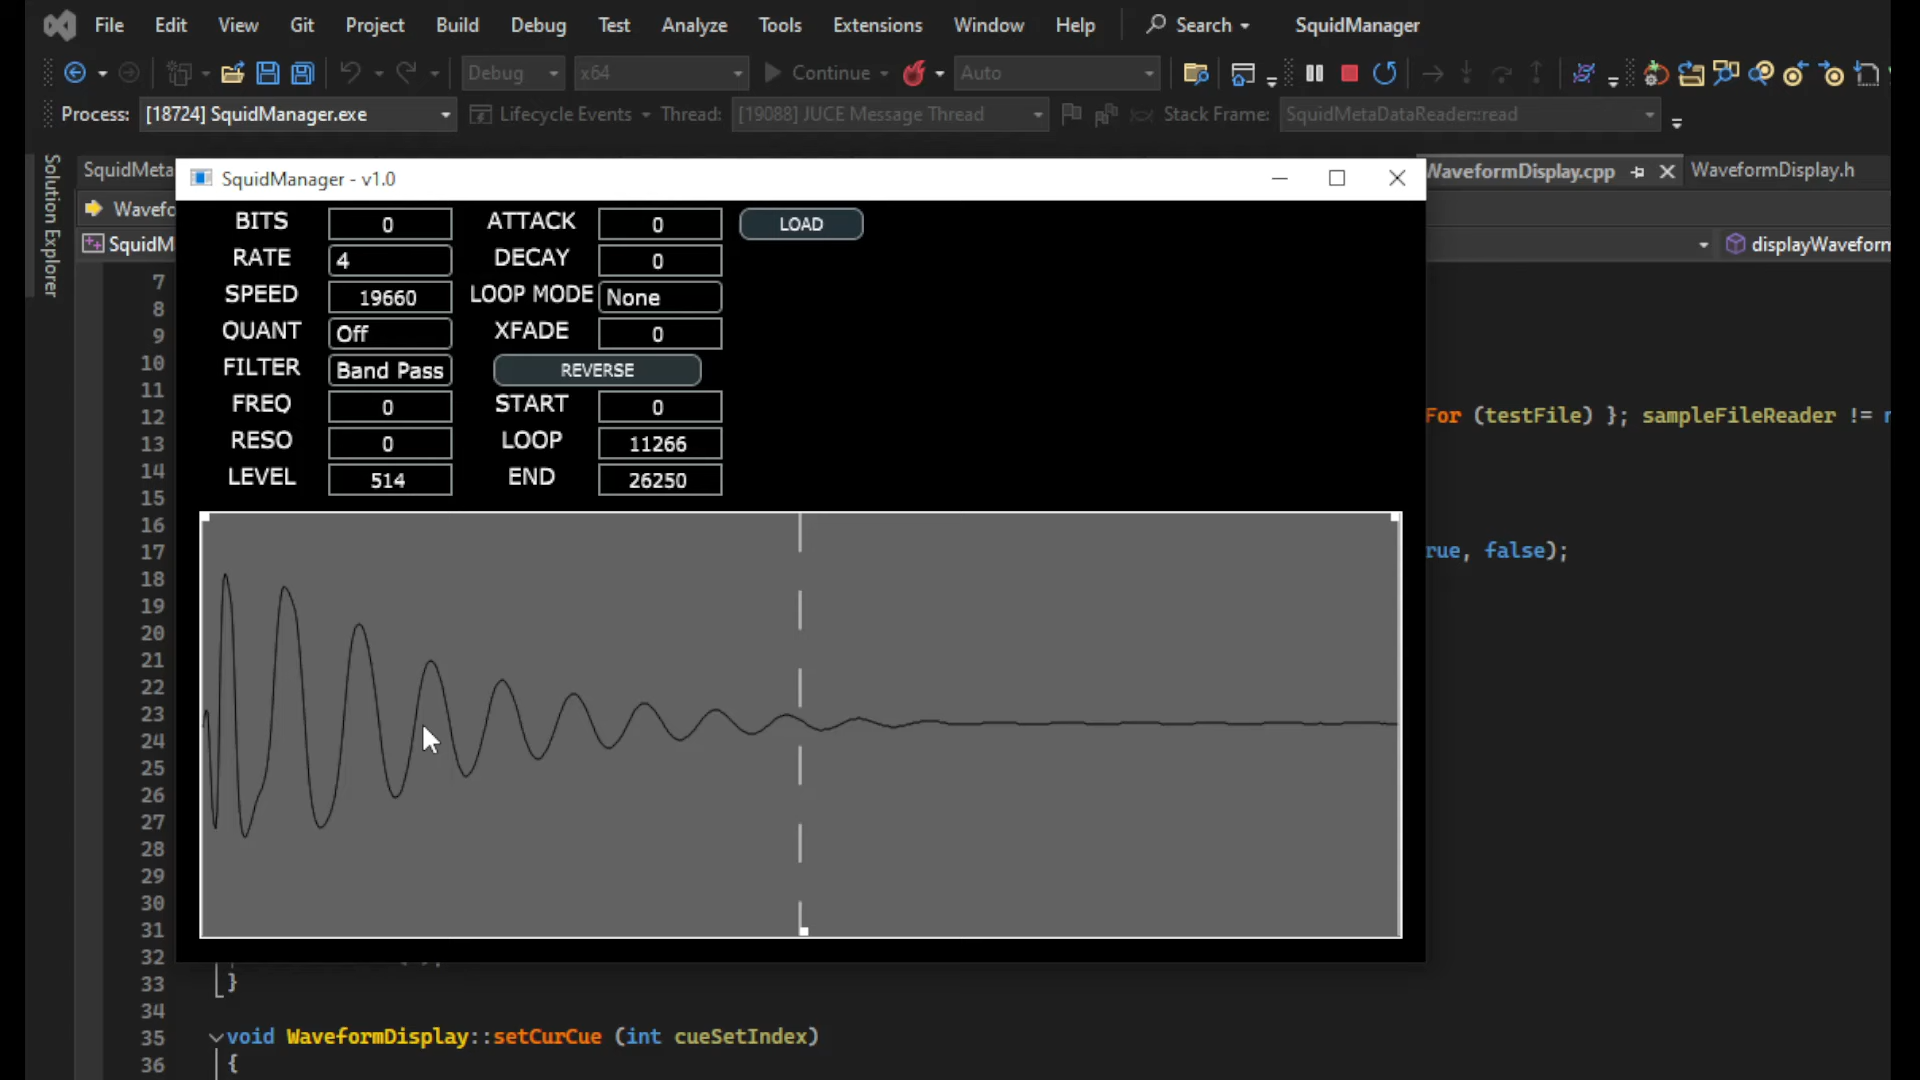 File Edit View Git Project Build Debug Test Analyze Tools Extensions Window Help Search SquidManager
Debug x64 Continue Auto
Process: [18724] SquidManager.exe Lifecycle Events Thread: [19088] JUCE Message Thread Stack Frame: SquidMetaDataReader::read
Solution Explorer
SquidMeta
WaveformDisplay.cpp WaveformDisplay.h
Wavefo
SquidM
displayWaveform
SquidManager - v1.0
BITS 0 ATTACK 0 LOAD
RATE 4 DECAY 0
SPEED 19660 LOOP MODE None
QUANT Off XFADE 0
FILTER Band Pass REVERSE
FREQ 0 START 0
RESO 0 LOOP 11266
LEVEL 514 END 26250
7
8
9
10
11
12 For (testFile) }; sampleFileReader != n
13
14
15
16
17 rue, false);
18
19
20
21
22
23
24
25
26
27
28
29
30
31
32
33 }
34
35 void WaveformDisplay::setCurCue (int cueSetIndex)
36 {